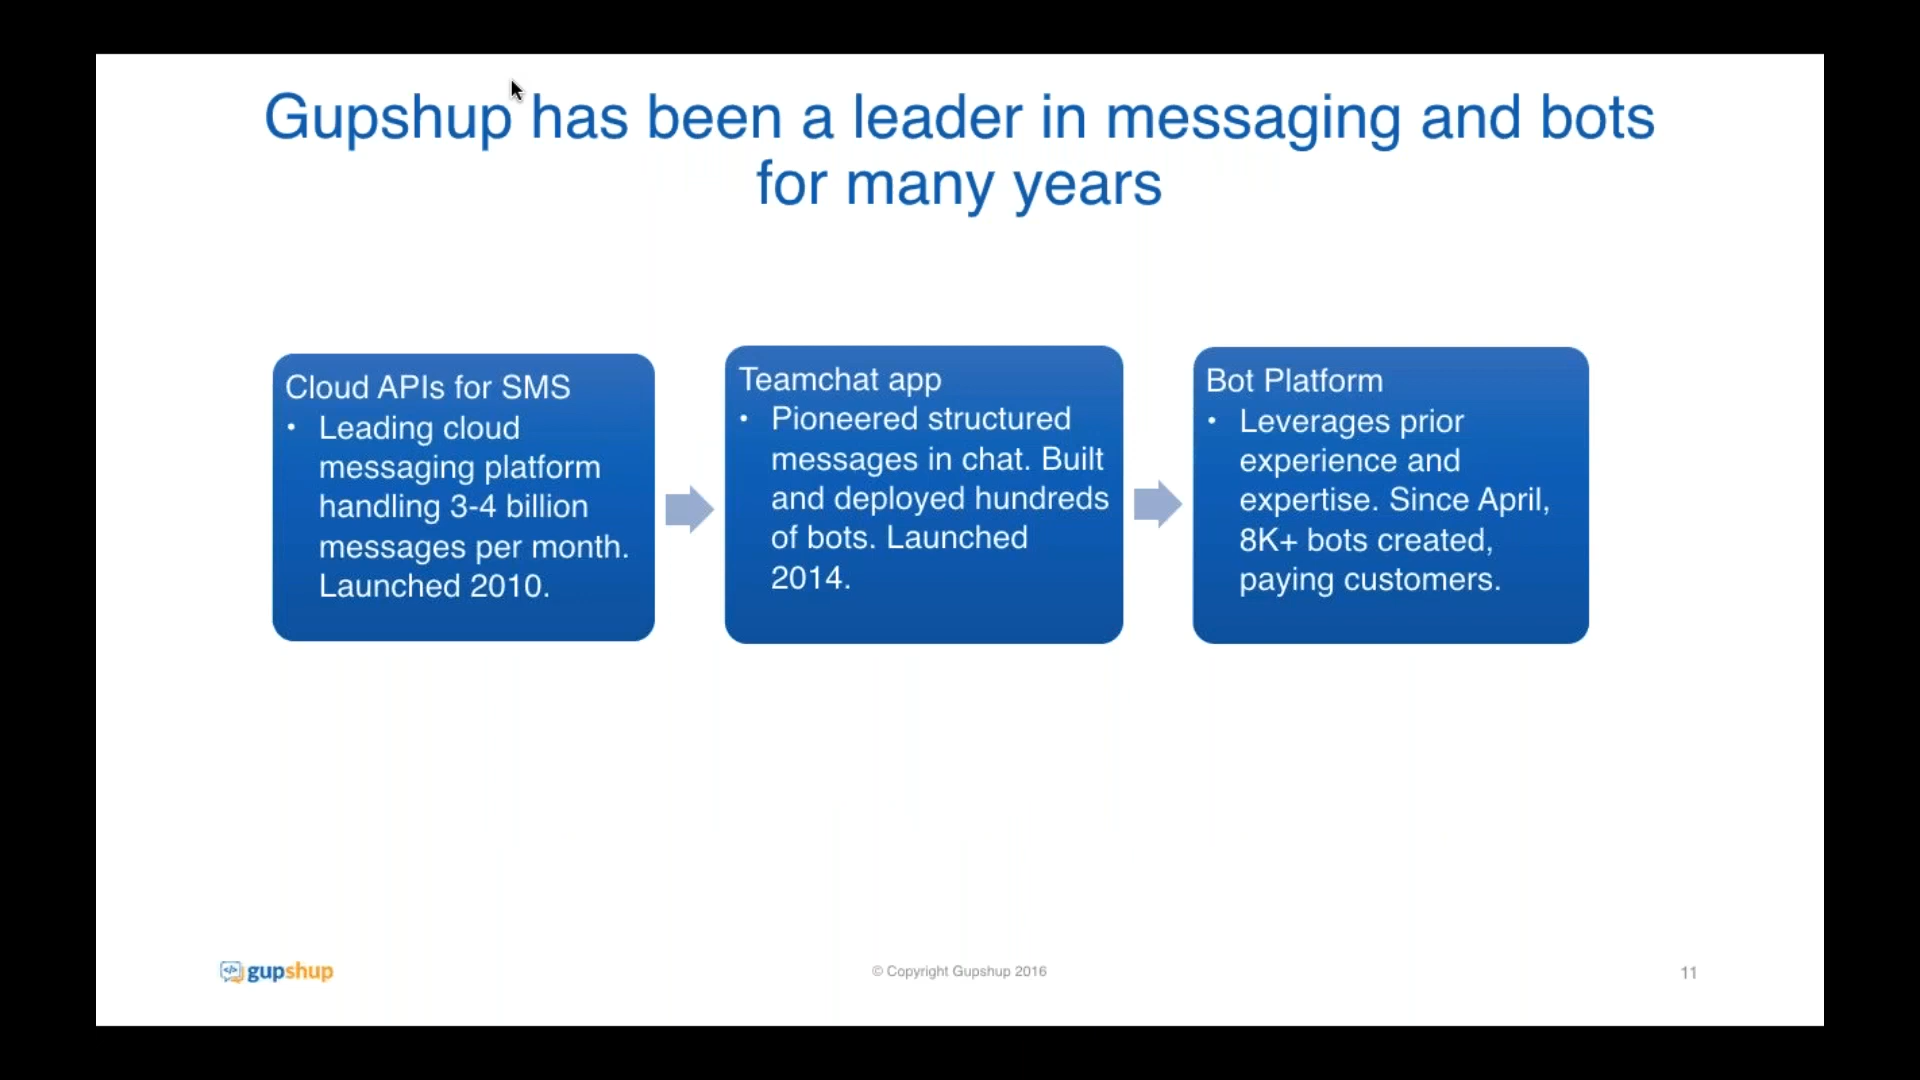 Gupshup has been a leader in messaging and bots
for many years
Cloud APIs for SMS
• Leading cloud
messaging platform
handling 3-4 billion
messages per month.
Launched 2010.
Teamchat app
• Pioneered structured
messages in chat. Built
and deployed hundreds
of bots. Launched
2014.
Bot Platform
• Leverages prior
experience and
expertise. Since April,
8K+ bots created,
paying customers.
</> gupshup
© Copyright Gupshup 2016
11